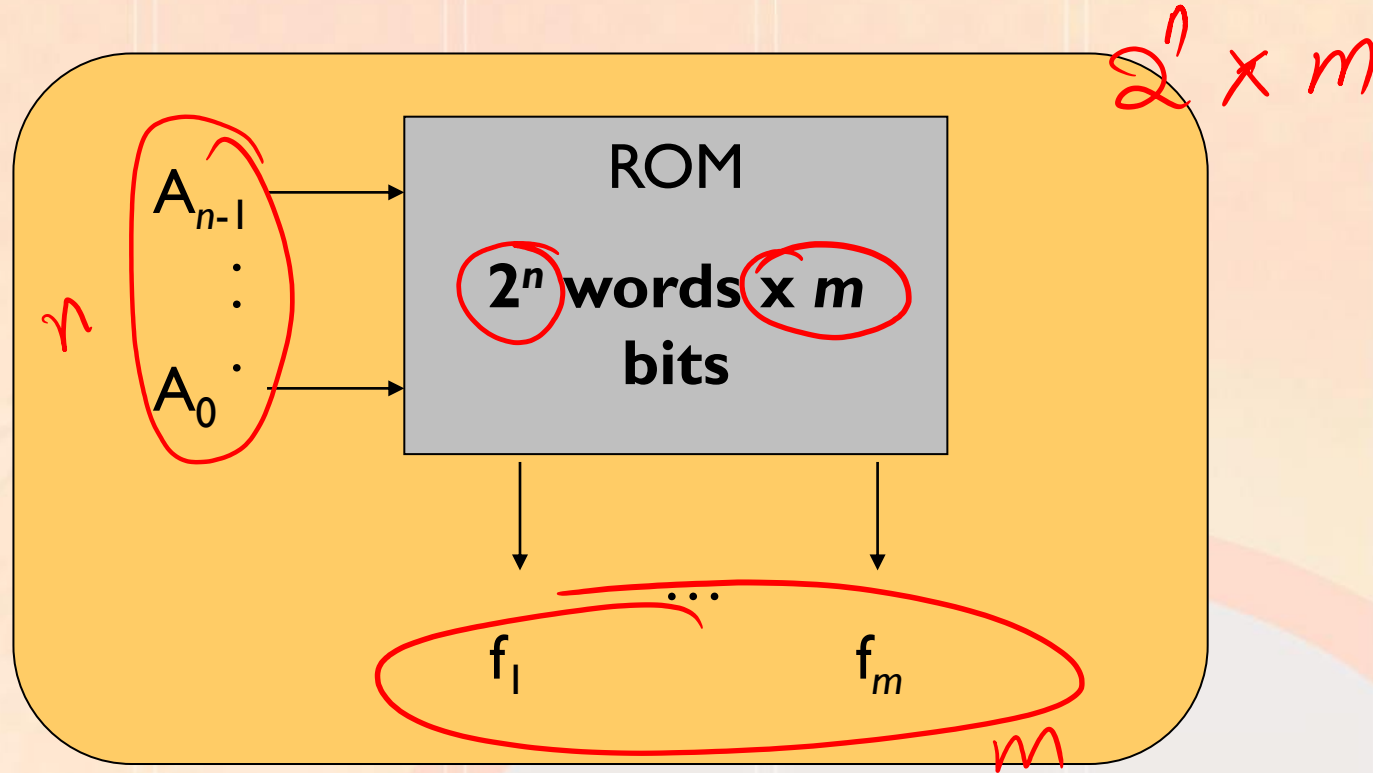 2ⁿ x m
ROM
Aₙ₋₁
.
.
.
n
2ⁿ words x m
bits
A₀
...
f₁ fₘ
m